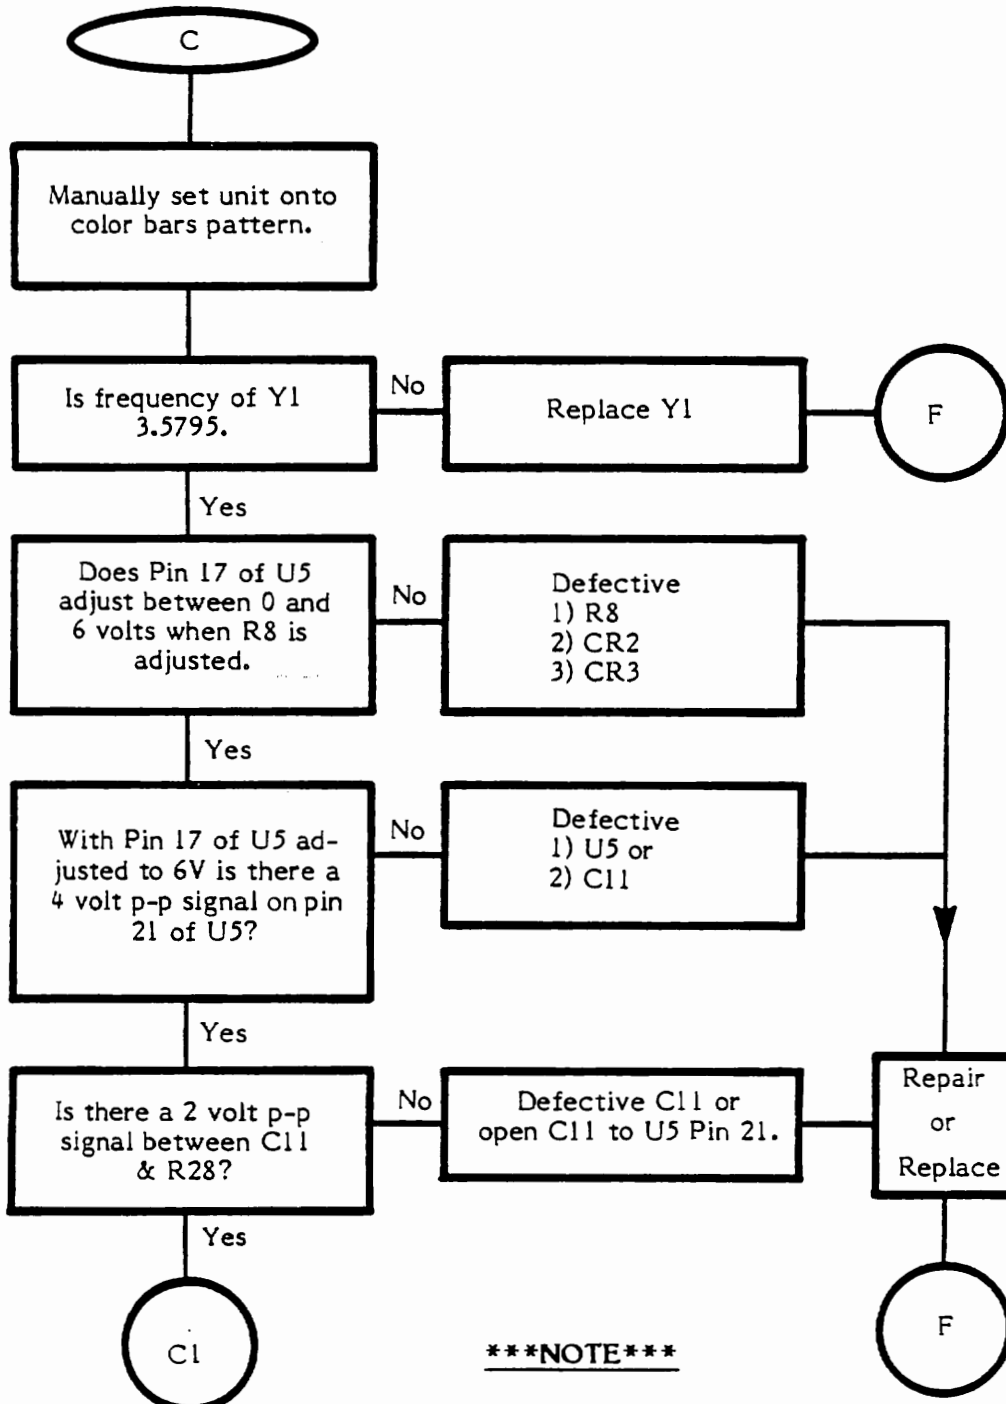 C
Manually set unit onto
color bars pattern.
Is frequency of Y1
3.5795.
No
Replace Y1
F
Yes
Does Pin 17 of U5
adjust between 0 and
6 volts when R8 is
adjusted.
No
Defective
1) R8
2) CR2
3) CR3
Yes
With Pin 17 of U5 ad-
justed to 6V is there a
4 volt p-p signal on pin
21 of U5?
No
Defective
1) U5 or
2) C11
Yes
Is there a 2 volt p-p
signal between C11
& R28?
No
Defective C11 or
open C11 to U5 Pin 21.
Repair
or
Replace
Yes
C1
F
***NOTE***